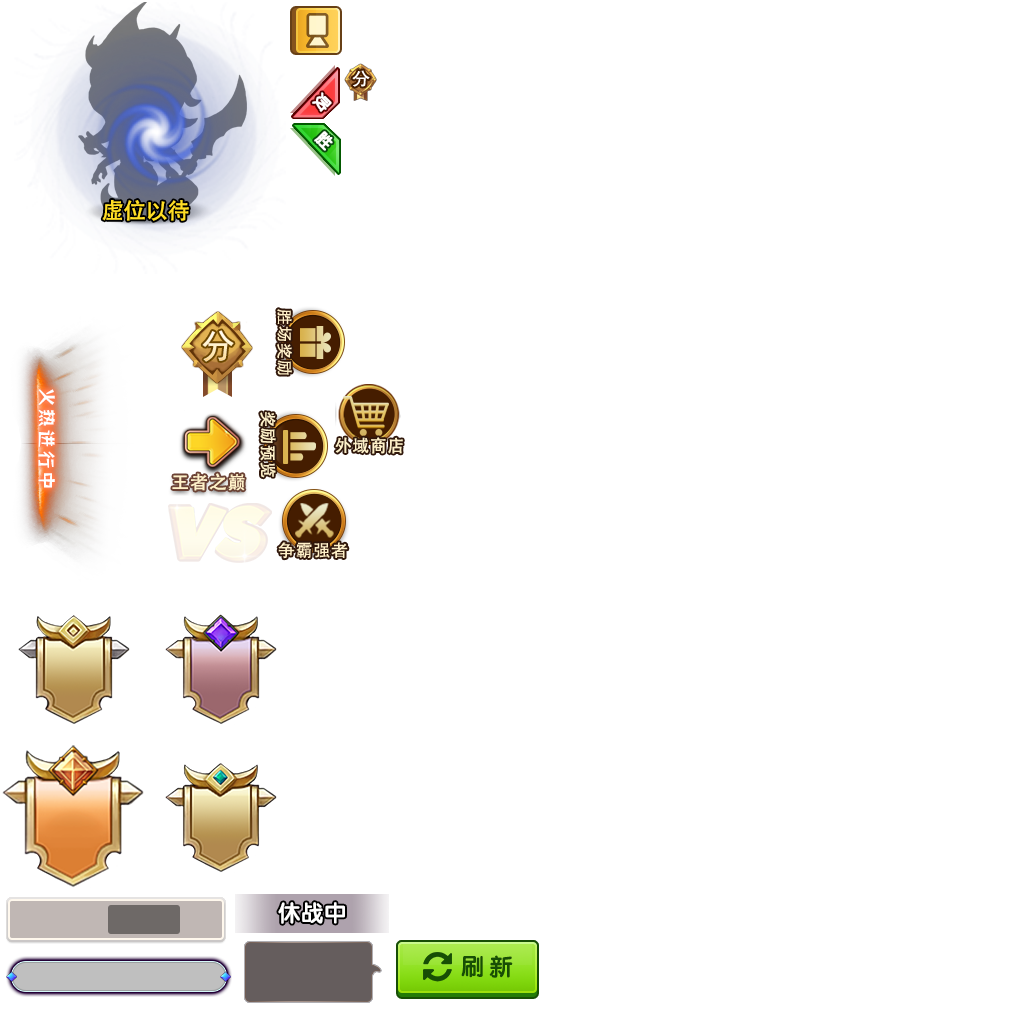 分
败
胜
虚位以待
分
胜场奖励
火热进行中
外域商店
奖励预览
王者之巅
VS
争霸强者
休战中
刷新